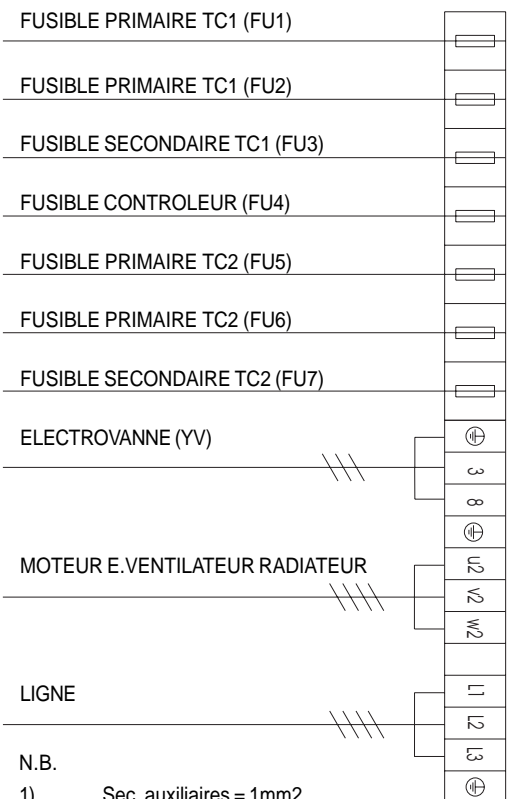 FUSIBLE PRIMAIRE TC1 (FU1)
FUSIBLE PRIMAIRE TC1 (FU2)
FUSIBLE SECONDAIRE TC1 (FU3)
FUSIBLE CONTROLEUR (FU4)
FUSIBLE PRIMAIRE TC2 (FU5)
FUSIBLE PRIMAIRE TC2 (FU6)
FUSIBLE SECONDAIRE TC2 (FU7)
ELECTROVANNE (YV)
3
8
MOTEUR E.VENTILATEUR RADIATEUR
U2
V2
W2
LIGNE
L1
L2
L3
N.B.
1) Sec. auxiliaires = 1mm2